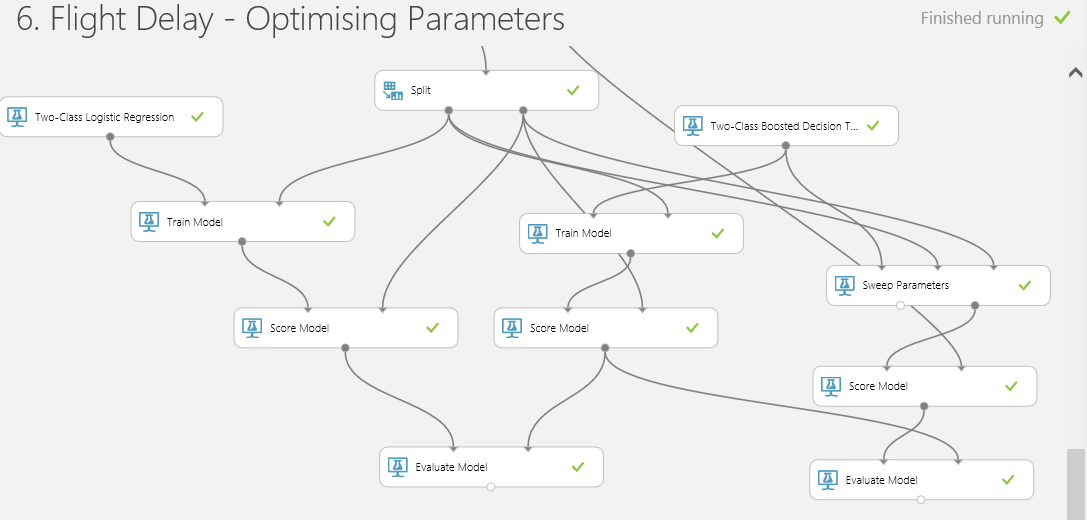 6. Flight Delay - Optimising Parameters
Finished running
Split
Two-Class Logistic Regression
Two-Class Boosted Decision T...
Train Model
Train Model
Sweep Parameters
Score Model
Score Model
Score Model
Evaluate Model
Evaluate Model